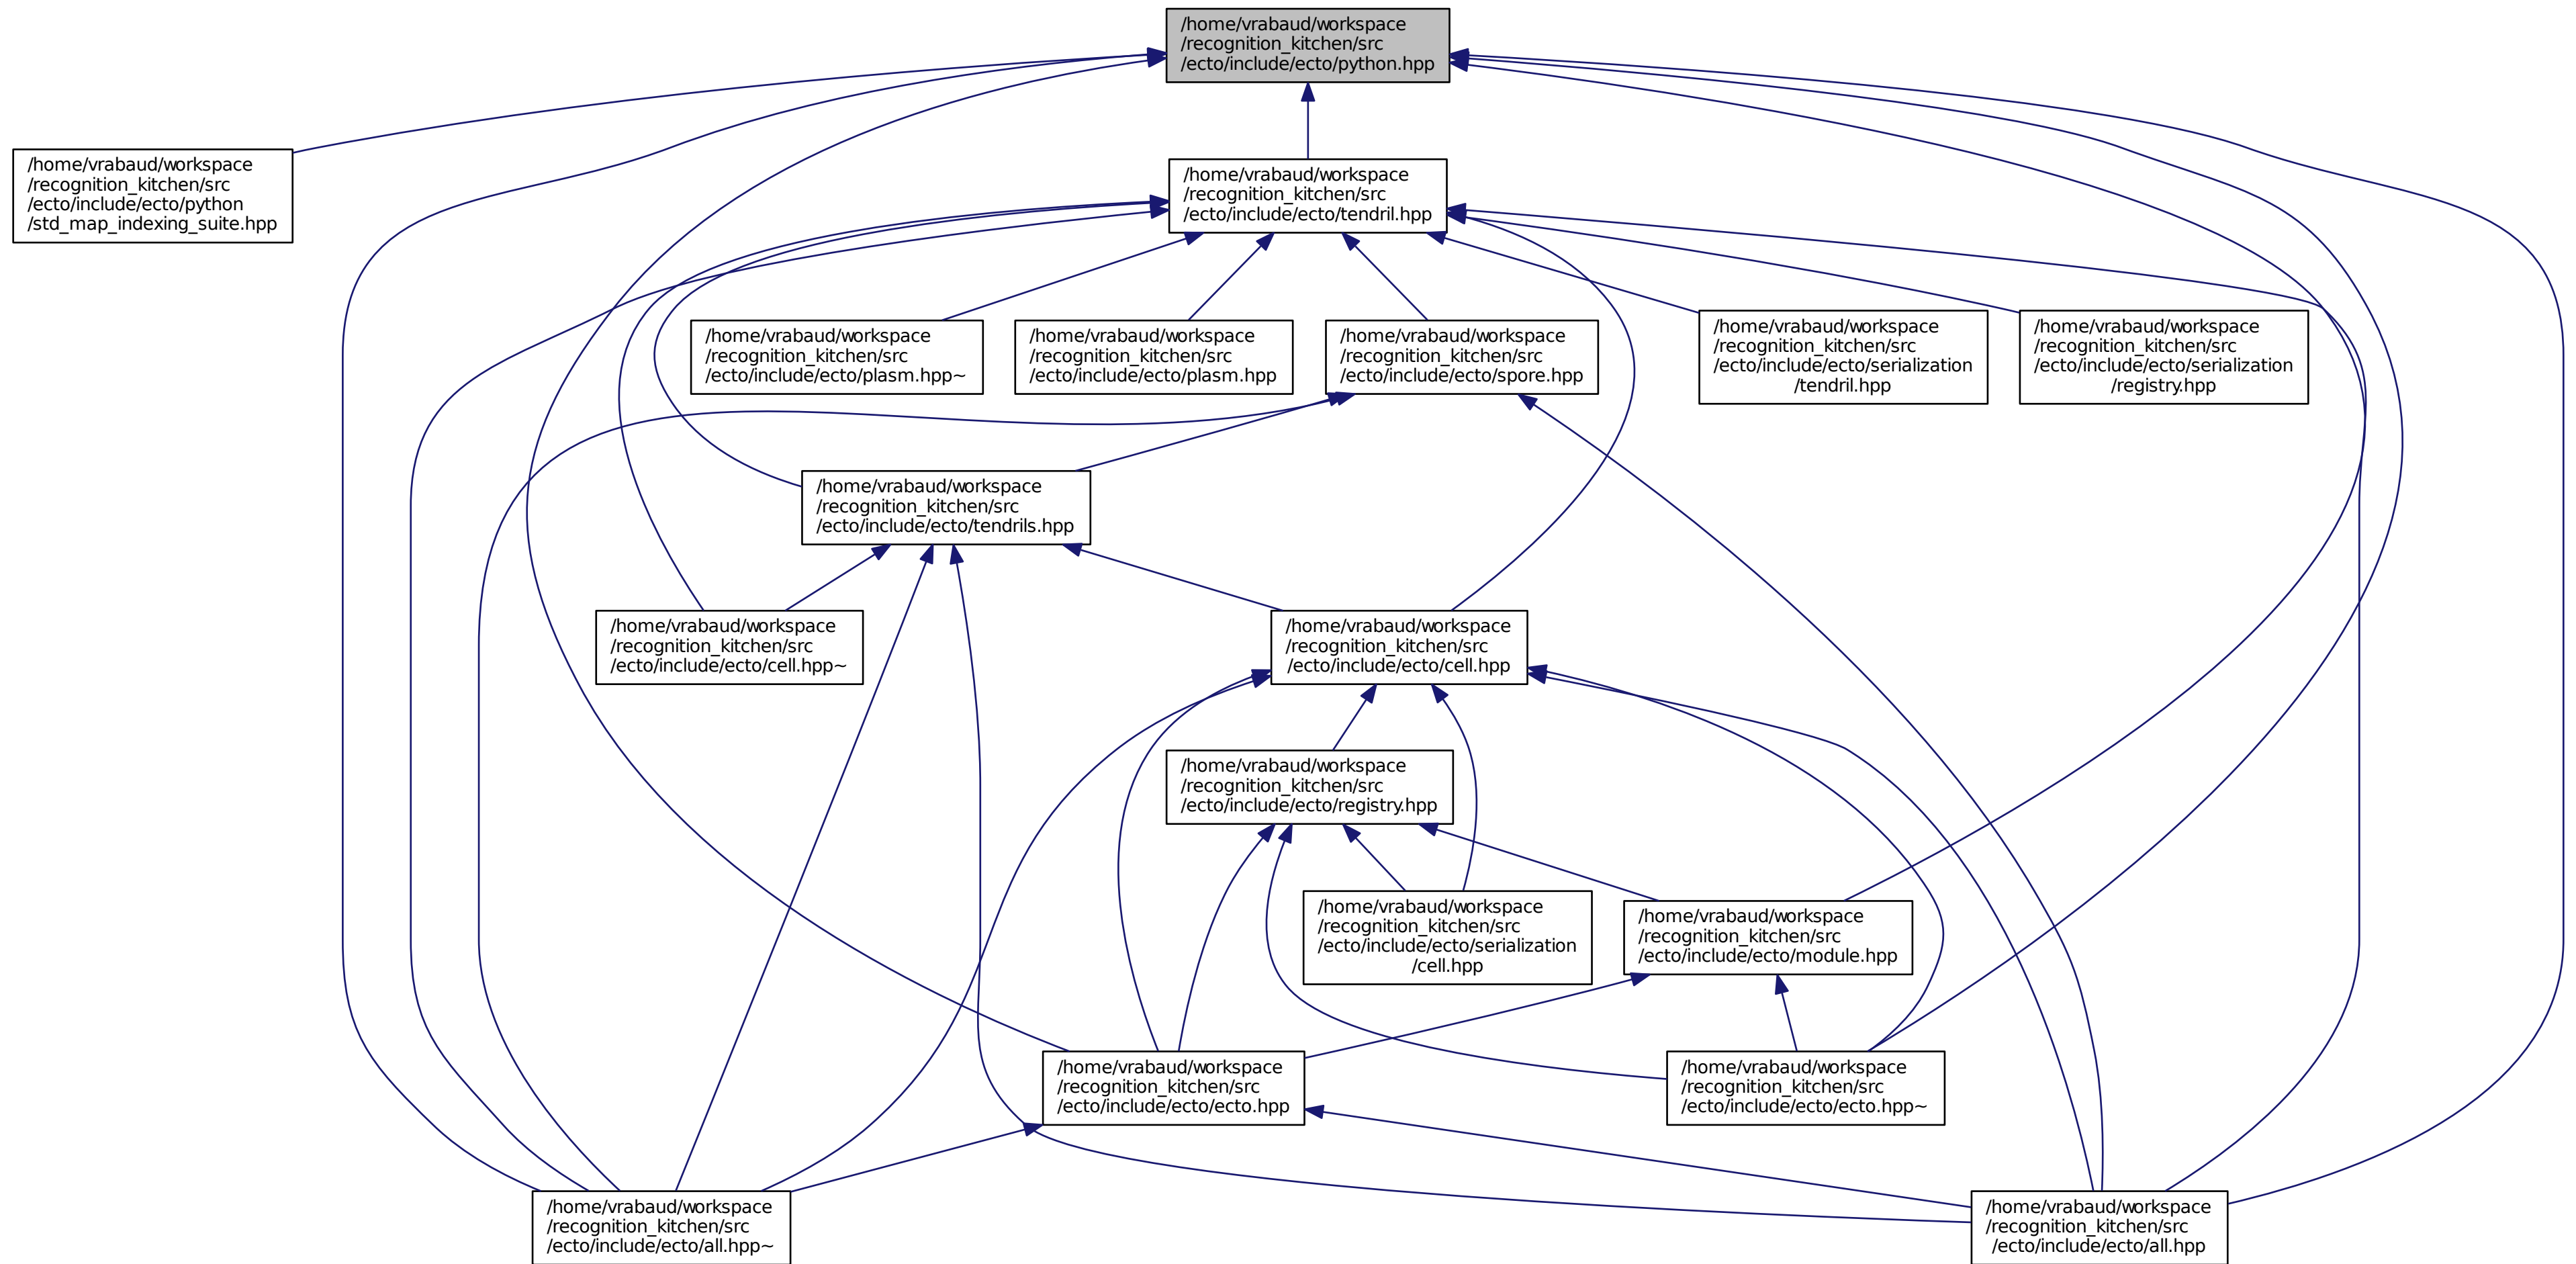 /home/vrabaud/workspace
/recognition_kitchen/src
/ecto/include/ecto/python.hpp
/home/vrabaud/workspace
/recognition_kitchen/src
/ecto/include/ecto/python
/std_map_indexing_suite.hpp
/home/vrabaud/workspace
/recognition_kitchen/src
/ecto/include/ecto/tendril.hpp
/home/vrabaud/workspace
/recognition_kitchen/src
/ecto/include/ecto/plasm.hpp~
/home/vrabaud/workspace
/recognition_kitchen/src
/ecto/include/ecto/plasm.hpp
/home/vrabaud/workspace
/recognition_kitchen/src
/ecto/include/ecto/spore.hpp
/home/vrabaud/workspace
/recognition_kitchen/src
/ecto/include/ecto/serialization
/tendril.hpp
/home/vrabaud/workspace
/recognition_kitchen/src
/ecto/include/ecto/serialization
/registry.hpp
/home/vrabaud/workspace
/recognition_kitchen/src
/ecto/include/ecto/tendrils.hpp
/home/vrabaud/workspace
/recognition_kitchen/src
/ecto/include/ecto/cell.hpp~
/home/vrabaud/workspace
/recognition_kitchen/src
/ecto/include/ecto/cell.hpp
/home/vrabaud/workspace
/recognition_kitchen/src
/ecto/include/ecto/registry.hpp
/home/vrabaud/workspace
/recognition_kitchen/src
/ecto/include/ecto/serialization
/cell.hpp
/home/vrabaud/workspace
/recognition_kitchen/src
/ecto/include/ecto/module.hpp
/home/vrabaud/workspace
/recognition_kitchen/src
/ecto/include/ecto/ecto.hpp
/home/vrabaud/workspace
/recognition_kitchen/src
/ecto/include/ecto/ecto.hpp~
/home/vrabaud/workspace
/recognition_kitchen/src
/ecto/include/ecto/all.hpp~
/home/vrabaud/workspace
/recognition_kitchen/src
/ecto/include/ecto/all.hpp